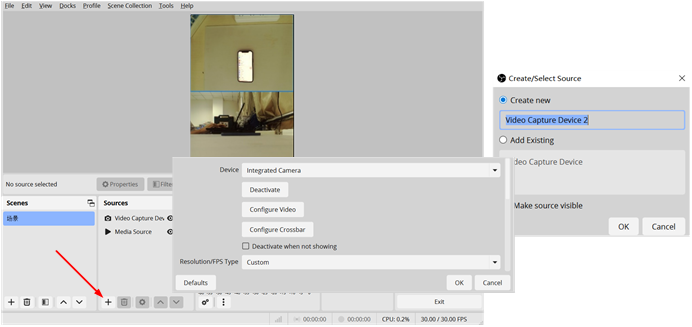 File Edit View Docks Profile Scene Collection Tools Help
No source selected
Properties
Filte
Scenes
场景
Sources
Video Capture Dev
Media Source
Device
Integrated Camera
Deactivate
Configure Video
Configure Crossbar
Deactivate when not showing
Resolution/FPS Type
Custom
Defaults
OK
Cancel
Exit
00:00:00
00:00:00
CPU: 0.2%
30.00 / 30.00 FPS
Create/Select Source
Create new
Video Capture Device 2
Add Existing
deo Capture Device
Make source visible
OK
Cancel